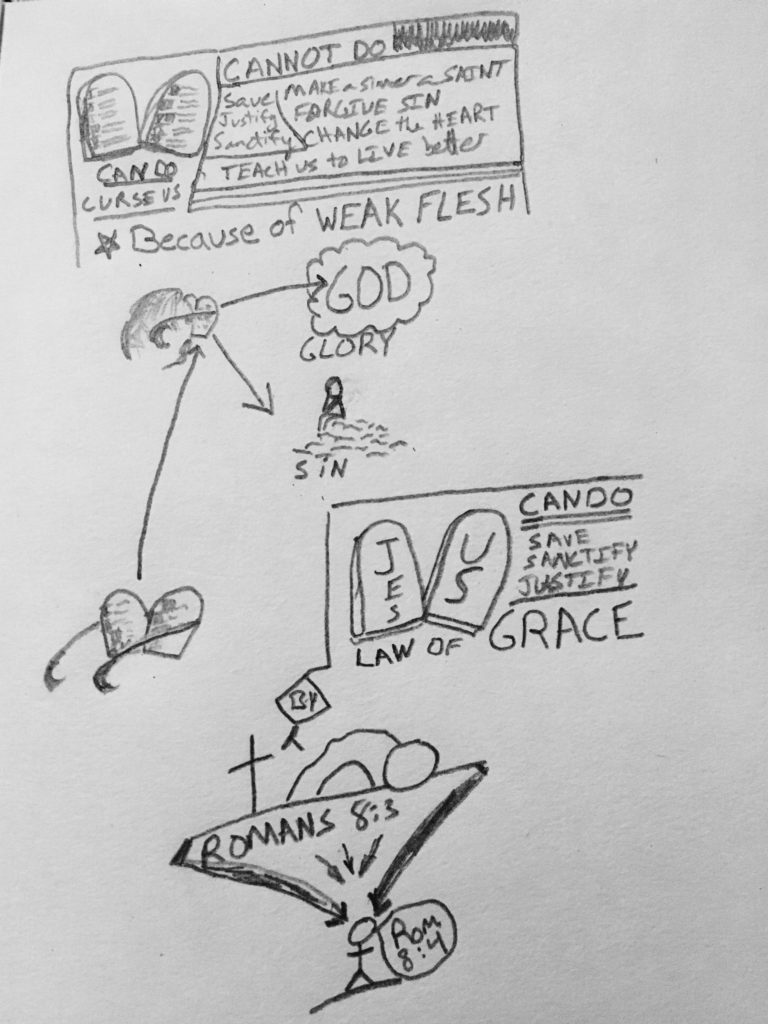 CANNOT DO
Save MAKE a sinner a SAINT
Justify FORGIVE SIN
Sanctify CHANGE the HEART
TEACH US to LIVE better
CAN DO
CURSE US
Because of WEAK FLESH
GOD
GLORY
SIN
CAN DO
SAVE
SANCTIFY
JUSTIFY
JES US
LAW OF GRACE
BY
ROMANS 8:3
ROM
8:4